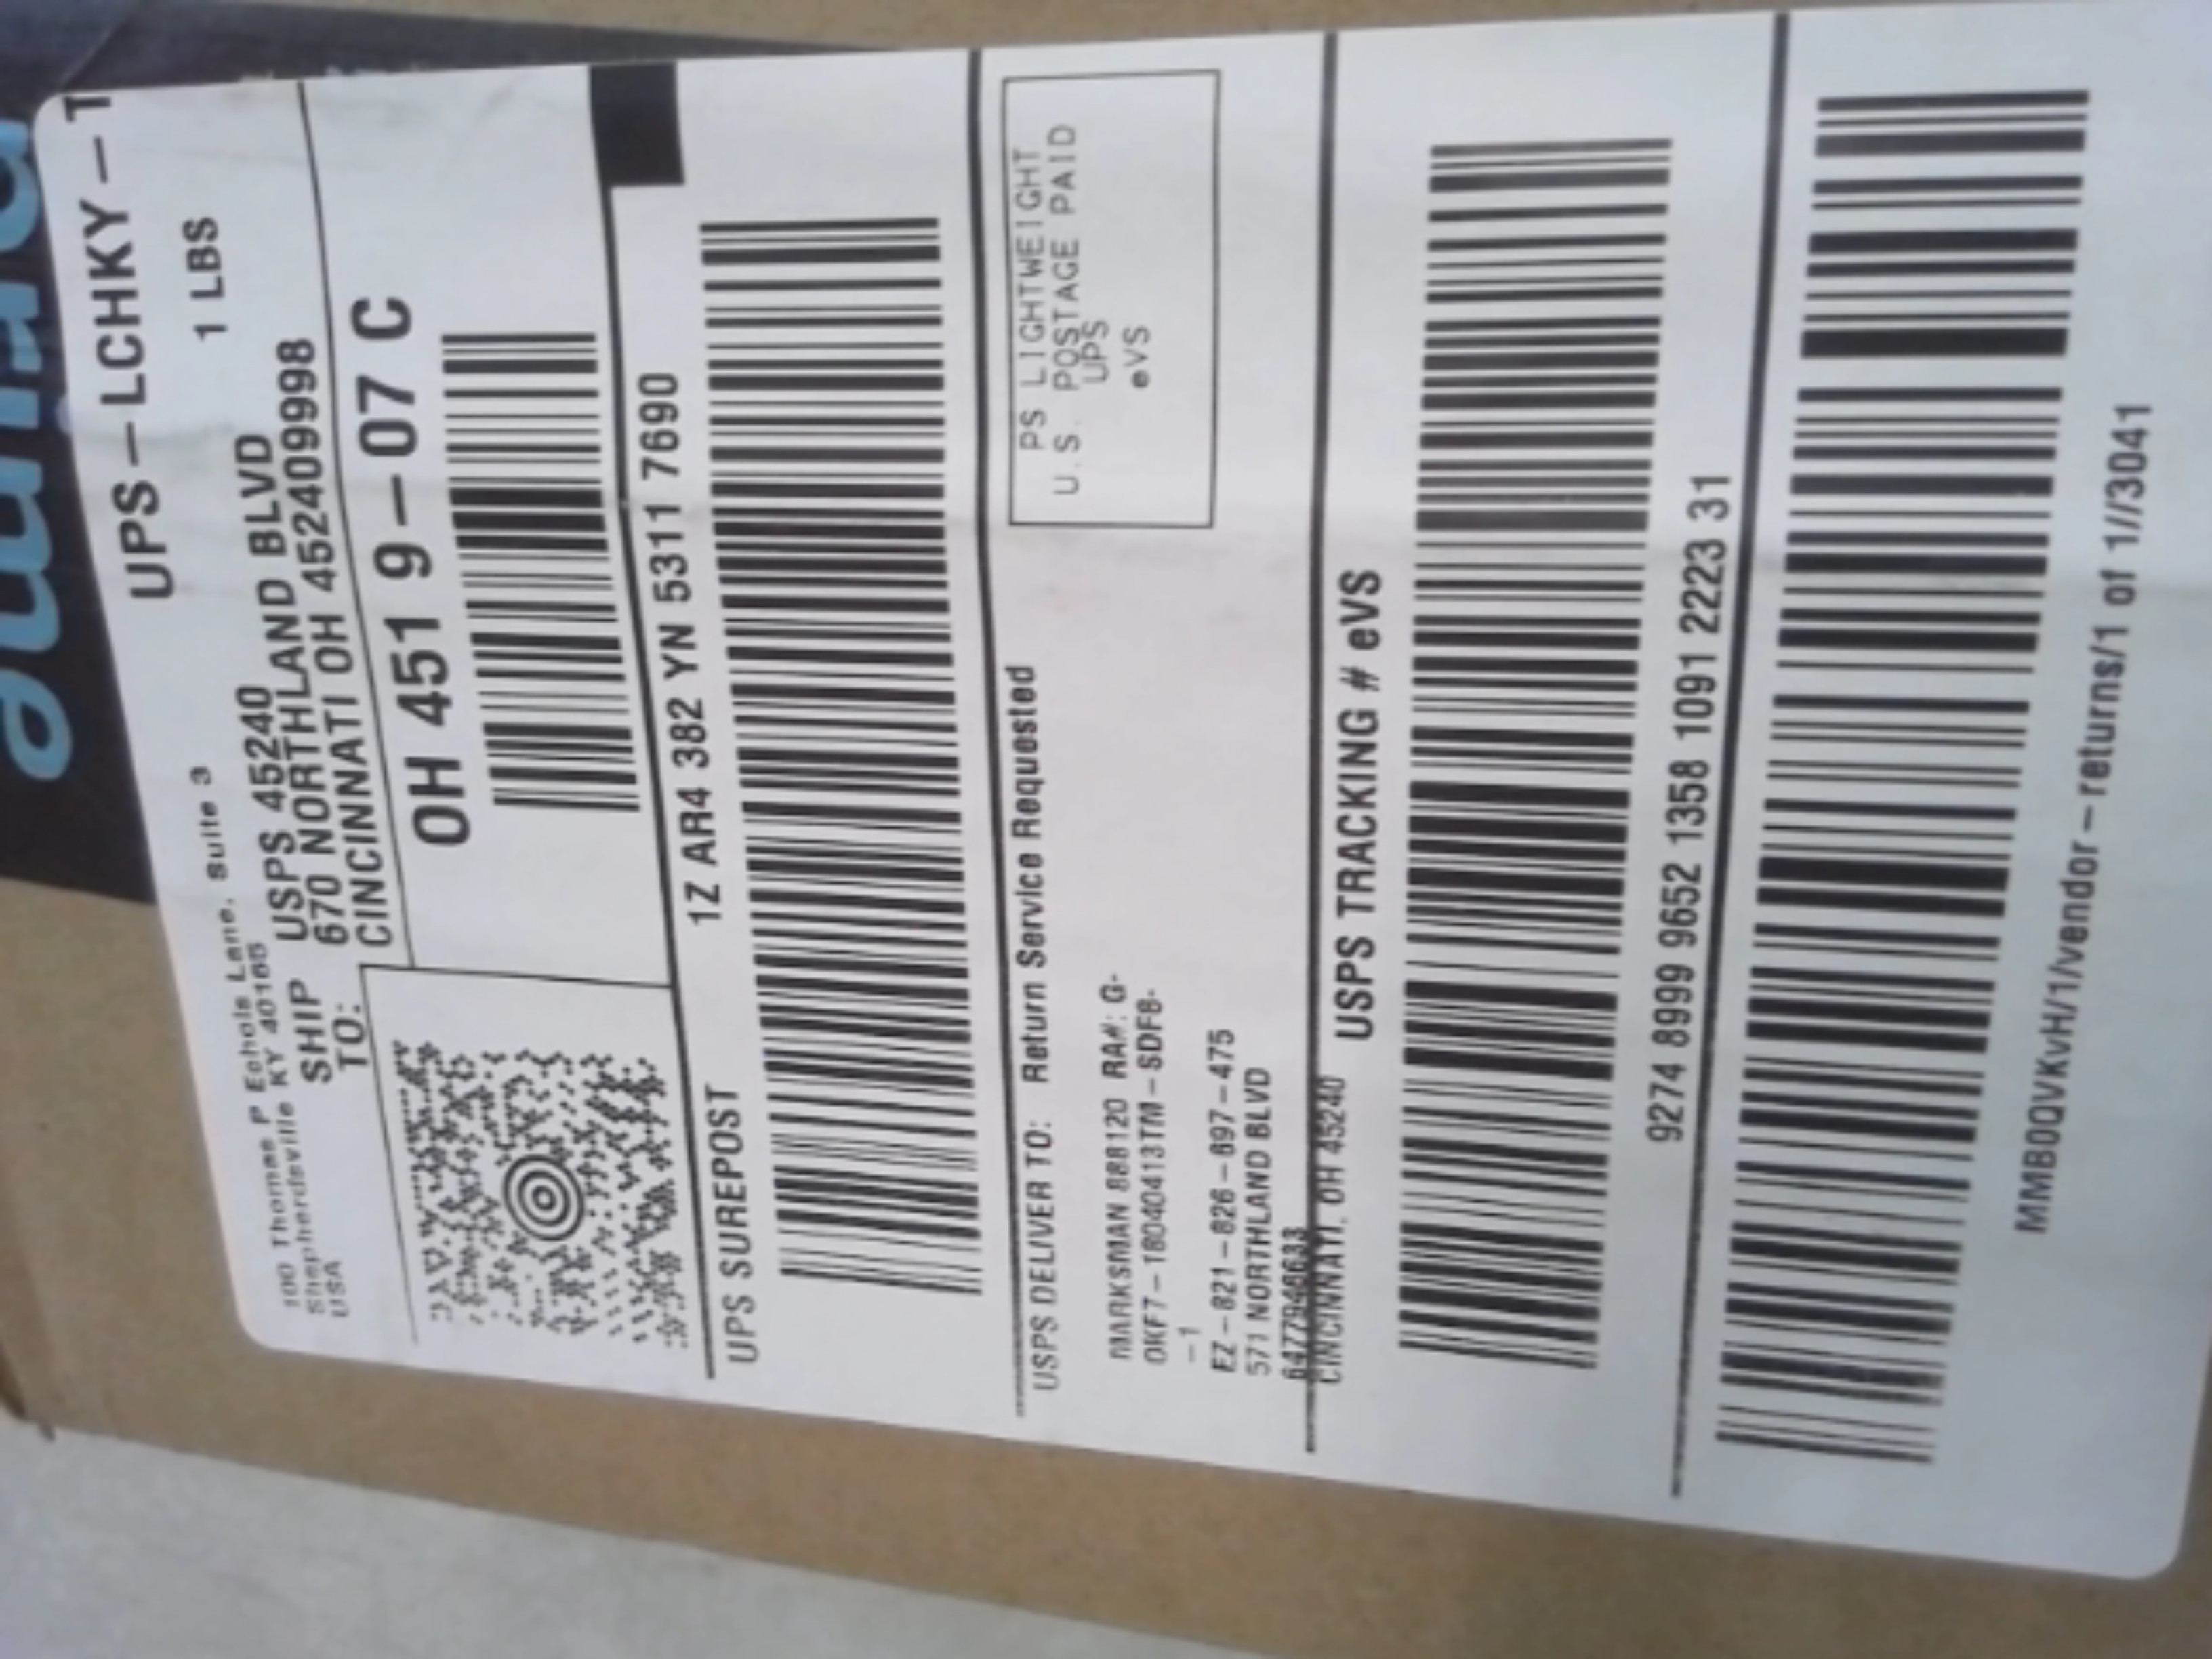 UPS-LCHKY-T
1 LBS
100 Thomas P Echols Lane. Suite 3
Shepherdsville KY 40165
USA
SHIP TO:
USPS 45240
670 NORTHLAND BLVD
CINCINNATI OH 452409998
OH 451 9-07 C
UPS SUREPOST
1Z AR4 382 YN 5311 7690
USPS DELIVER TO:
Return Service Requested
PS LIGHTWEIGHT
U.S. POSTAGE PAID
UPS
eVS
MARKSMAN 888120 RA#: G-
OKF7-18040413TM-SDF8-
-1
EZ-821-826-697-475
571 NORTHLAND BLVD
6477946633
CINCINNATI, OH 45240
USPS TRACKING # eVS
9274 8999 9652 1358 1091 2223 31
MMB0QVKvH/1/vendor-returns/1 of 1//3041